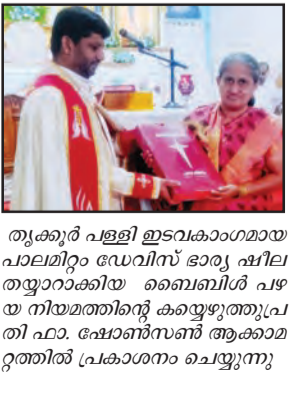 തൃക്കൂർ പള്ളി ഇടവകാംഗമായ
പാലമിറ്റം ഡേവിസ് ഭാര്യ ഷീല
തയ്യാറാക്കിയ ബൈബിൾ പഴ
യ നിയമത്തിന്റെ കയ്യെഴുത്തുപ്ര
തി ഫാ. ഷോൺസൺ ആക്കാമ
റ്റത്തിൽ പ്രകാശനം ചെയ്യുന്നു